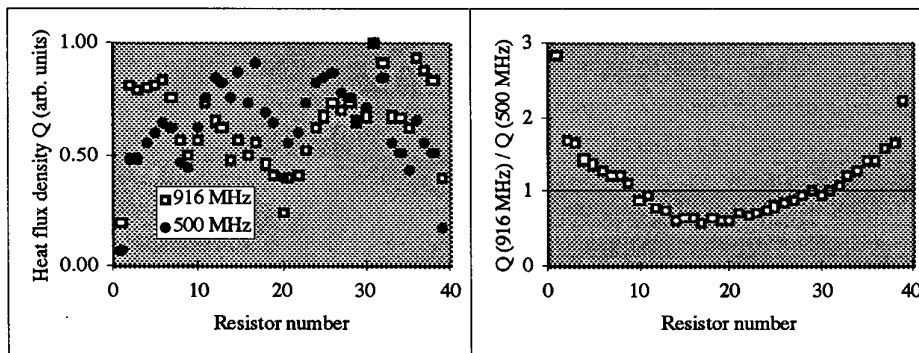 Heat flux density Q (arb. units)
1.00
0.50
0.00
916 MHz
500 MHz
0
10
20
30
40
Resistor number
Q (916 MHz) / Q (500 MHz)
3
2
1
0
0
10
20
30
40
Resistor number